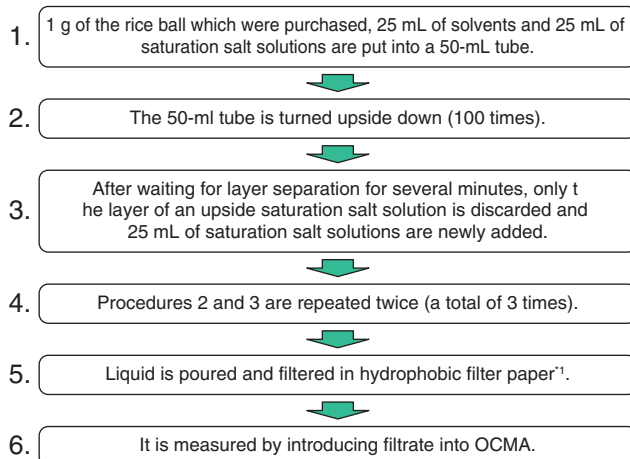 1.
1 g of the rice ball which were purchased, 25 mL of solvents and 25 mL of
saturation salt solutions are put into a 50-mL tube.
2.
The 50-ml tube is turned upside down (100 times).
3.
After waiting for layer separation for several minutes, only t
he layer of an upside saturation salt solution is discarded and
25 mL of saturation salt solutions are newly added.
4.
Procedures 2 and 3 are repeated twice (a total of 3 times).
5.
Liquid is poured and filtered in hydrophobic filter paper*1.
6.
It is measured by introducing filtrate into OCMA.